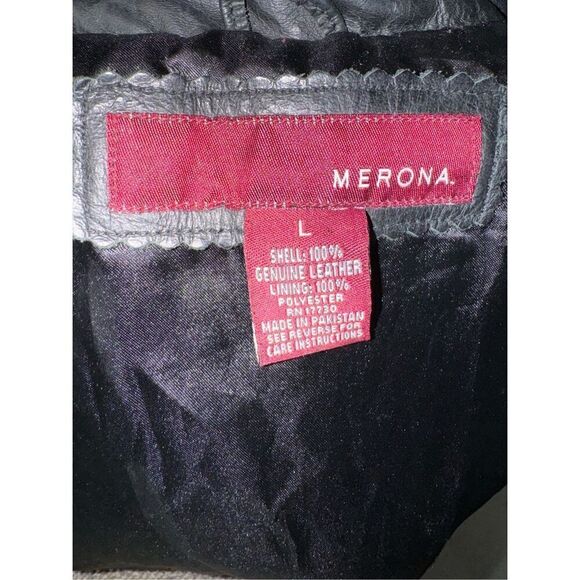 MERONA.
L
SHELL: 100%
GENUINE LEATHER
LINING: 100%
POLYESTER
RN 17730
MADE IN PAKISTAN
SEE REVERSE FOR
CARE INSTRUCTIONS